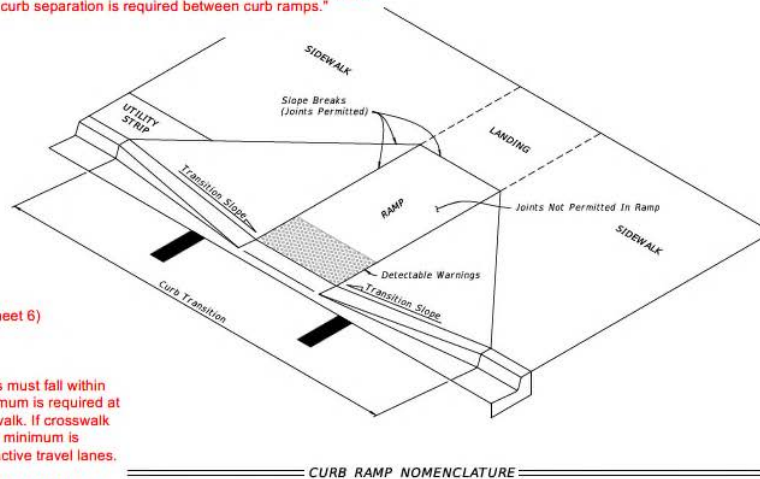 curb separation is required between curb ramps."
SIDEWALK
Slope Breaks
(Joints Permitted)
UTILITY
STRIP
LANDING
Transition Slope
RAMP
Joints Not Permitted In Ramp
SIDEWALK
Detectable Warnings
Transition Slope
Curb Transition
eet 6)
s must fall within
mum is required at
valk. If crosswalk
minimum is
active travel lanes.
CURB RAMP NOMENCLATURE